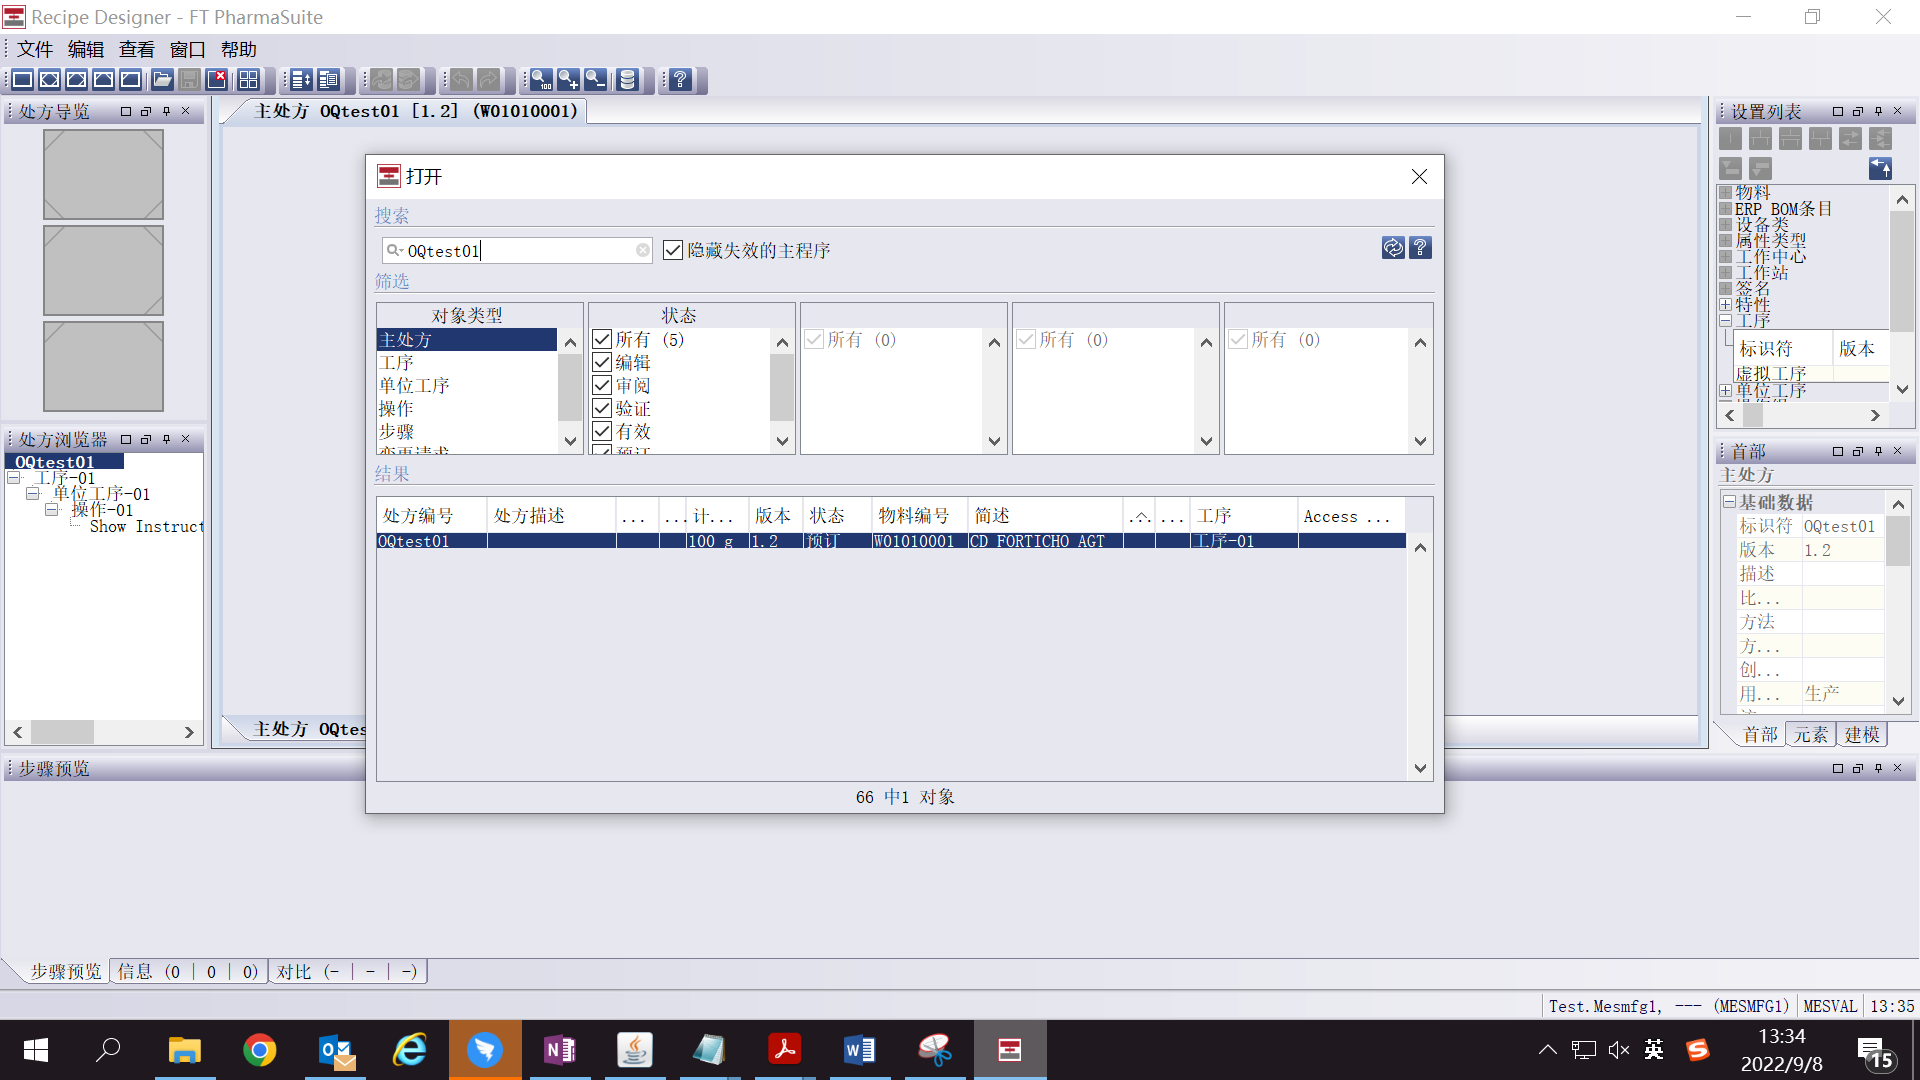 Recipe Designer - FT PharmaSuite
文件 编辑 查看 窗口 帮助
处方导览
主处方 OQtest01 [1.2] (W01010001)
设置列表
物料
ERP BOM条目
设备类
属性类型
工作中心
工作站
签名
特性
工序
标识符 版本
虚拟工序
单位工序
打开
搜索
OQtest01
隐藏失效的主程序
筛选
对象类型
主处方
工序
单位工序
操作
步骤
变更请求
状态
所有 (5)
编辑
审阅
验证
有效
预订
所有 (0)
所有 (0)
所有 (0)
结果
处方编号 处方描述 ... ... 计... 版本 状态 物料编号 简述 ... ... 工序 Access ...
OQtest01 100 g 1.2 预订 W01010001 CD FORTICHO AGT 工序-01
66 中1 对象
处方浏览器
OQtest01
工序-01
单位工序-01
操作-01
Show Instruct
主处方 OQtes
首部
主处方
基础数据
标识符 OQtest01
版本 1.2
描述
比...
方法
方...
创...
用... 生产
首部 元素 建模
步骤预览
步骤预览 信息 (0 | 0 | 0) 对比 (- | - | -)
Test.Mesmfg1, --- (MESMFG1) MESVAL 13:35
英
13:34
2022/9/8
15